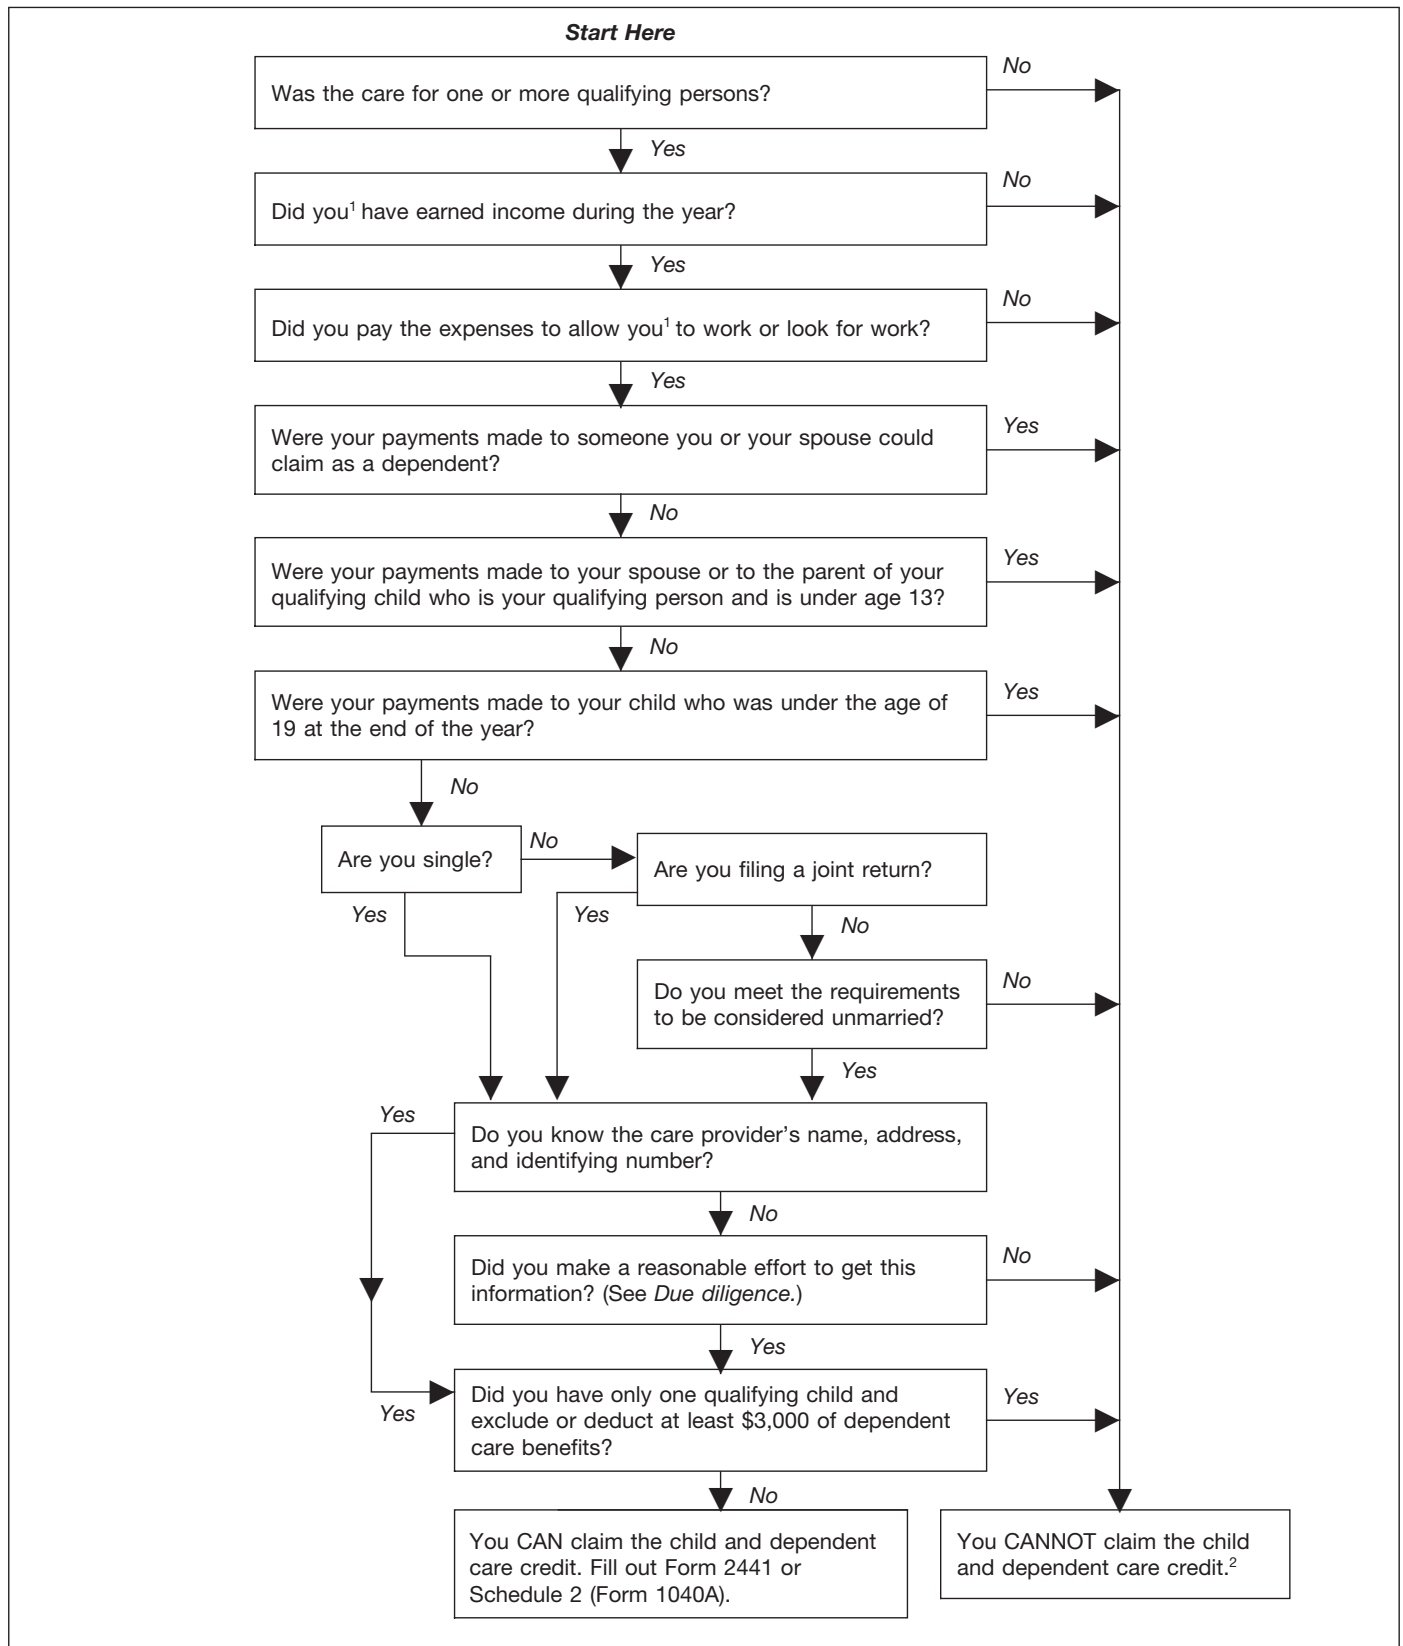 Start Here
No
Was the care for one or more qualifying persons?
Yes
No
Did you1 have earned income during the year?
Yes
No
Did you pay the expenses to allow you1 to work or look for work?
Yes
Yes
Were your payments made to someone you or your spouse could
claim as a dependent?
No
Yes
Were your payments made to your spouse or to the parent of your
qualifying child who is your qualifying person and is under age 13?
No
Yes
Were your payments made to your child who was under the age of
19 at the end of the year?
No
Are you single?
No
Are you filing a joint return?
Yes
Yes
No
No
Do you meet the requirements
to be considered unmarried?
Yes
Yes
Do you know the care provider’s name, address,
and identifying number?
No
No
Did you make a reasonable effort to get this
information? (See Due diligence.)
Yes
Yes
Yes
Did you have only one qualifying child and
exclude or deduct at least $3,000 of dependent
care benefits?
No
You CAN claim the child and dependent
care credit. Fill out Form 2441 or
Schedule 2 (Form 1040A).
You CANNOT claim the child
and dependent care credit.2